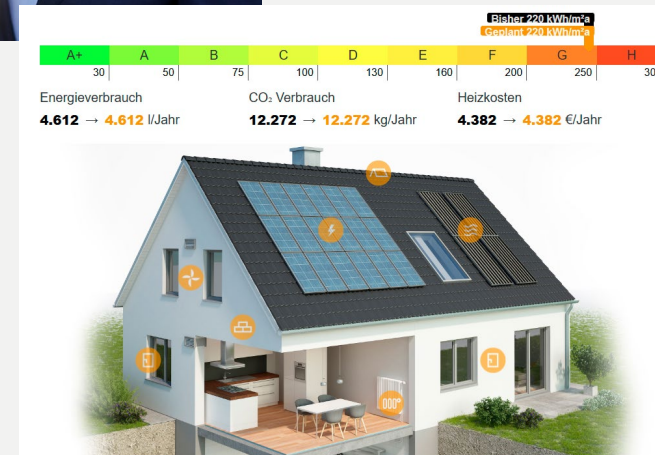 Bisher 220 kWh/m²a
Geplant 220 kWh/m²a
A+ A B C D E F G H
30 50 75 100 130 160 200 250 30
Energieverbrauch CO₂ Verbrauch Heizkosten
4.612 → 4.612 l/Jahr 12.272 → 12.272 kg/Jahr 4.382 → 4.382 €/Jahr